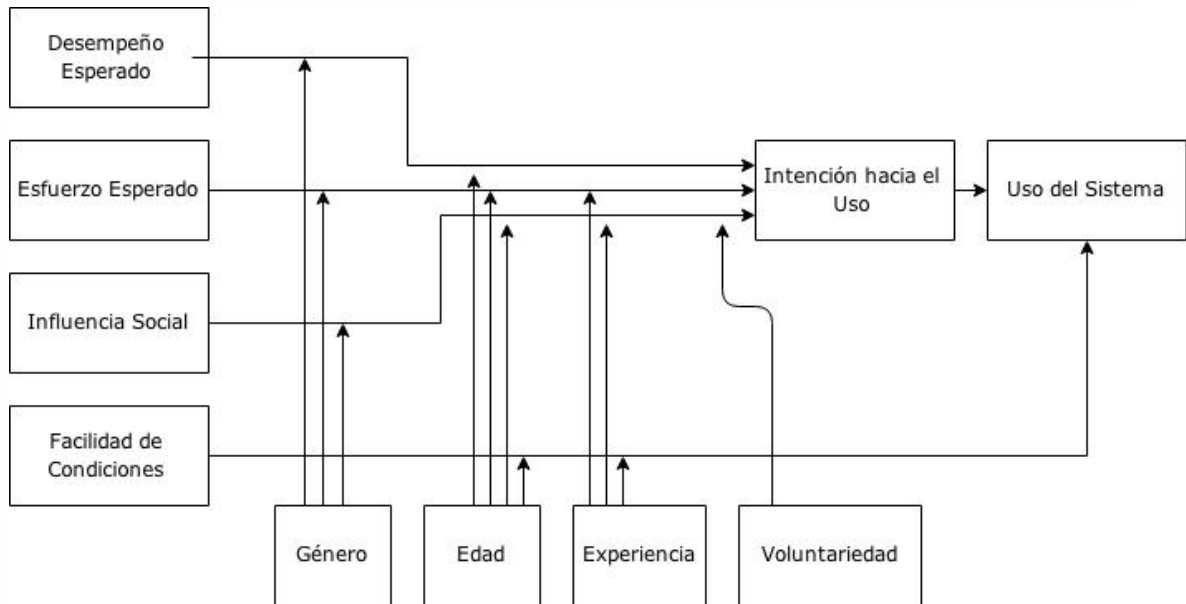 Desempeño
Esperado
Esfuerzo Esperado
Intención hacia el
Uso
Uso del Sistema
Influencia Social
Facilidad de
Condiciones
Género
Edad
Experiencia
Voluntariedad